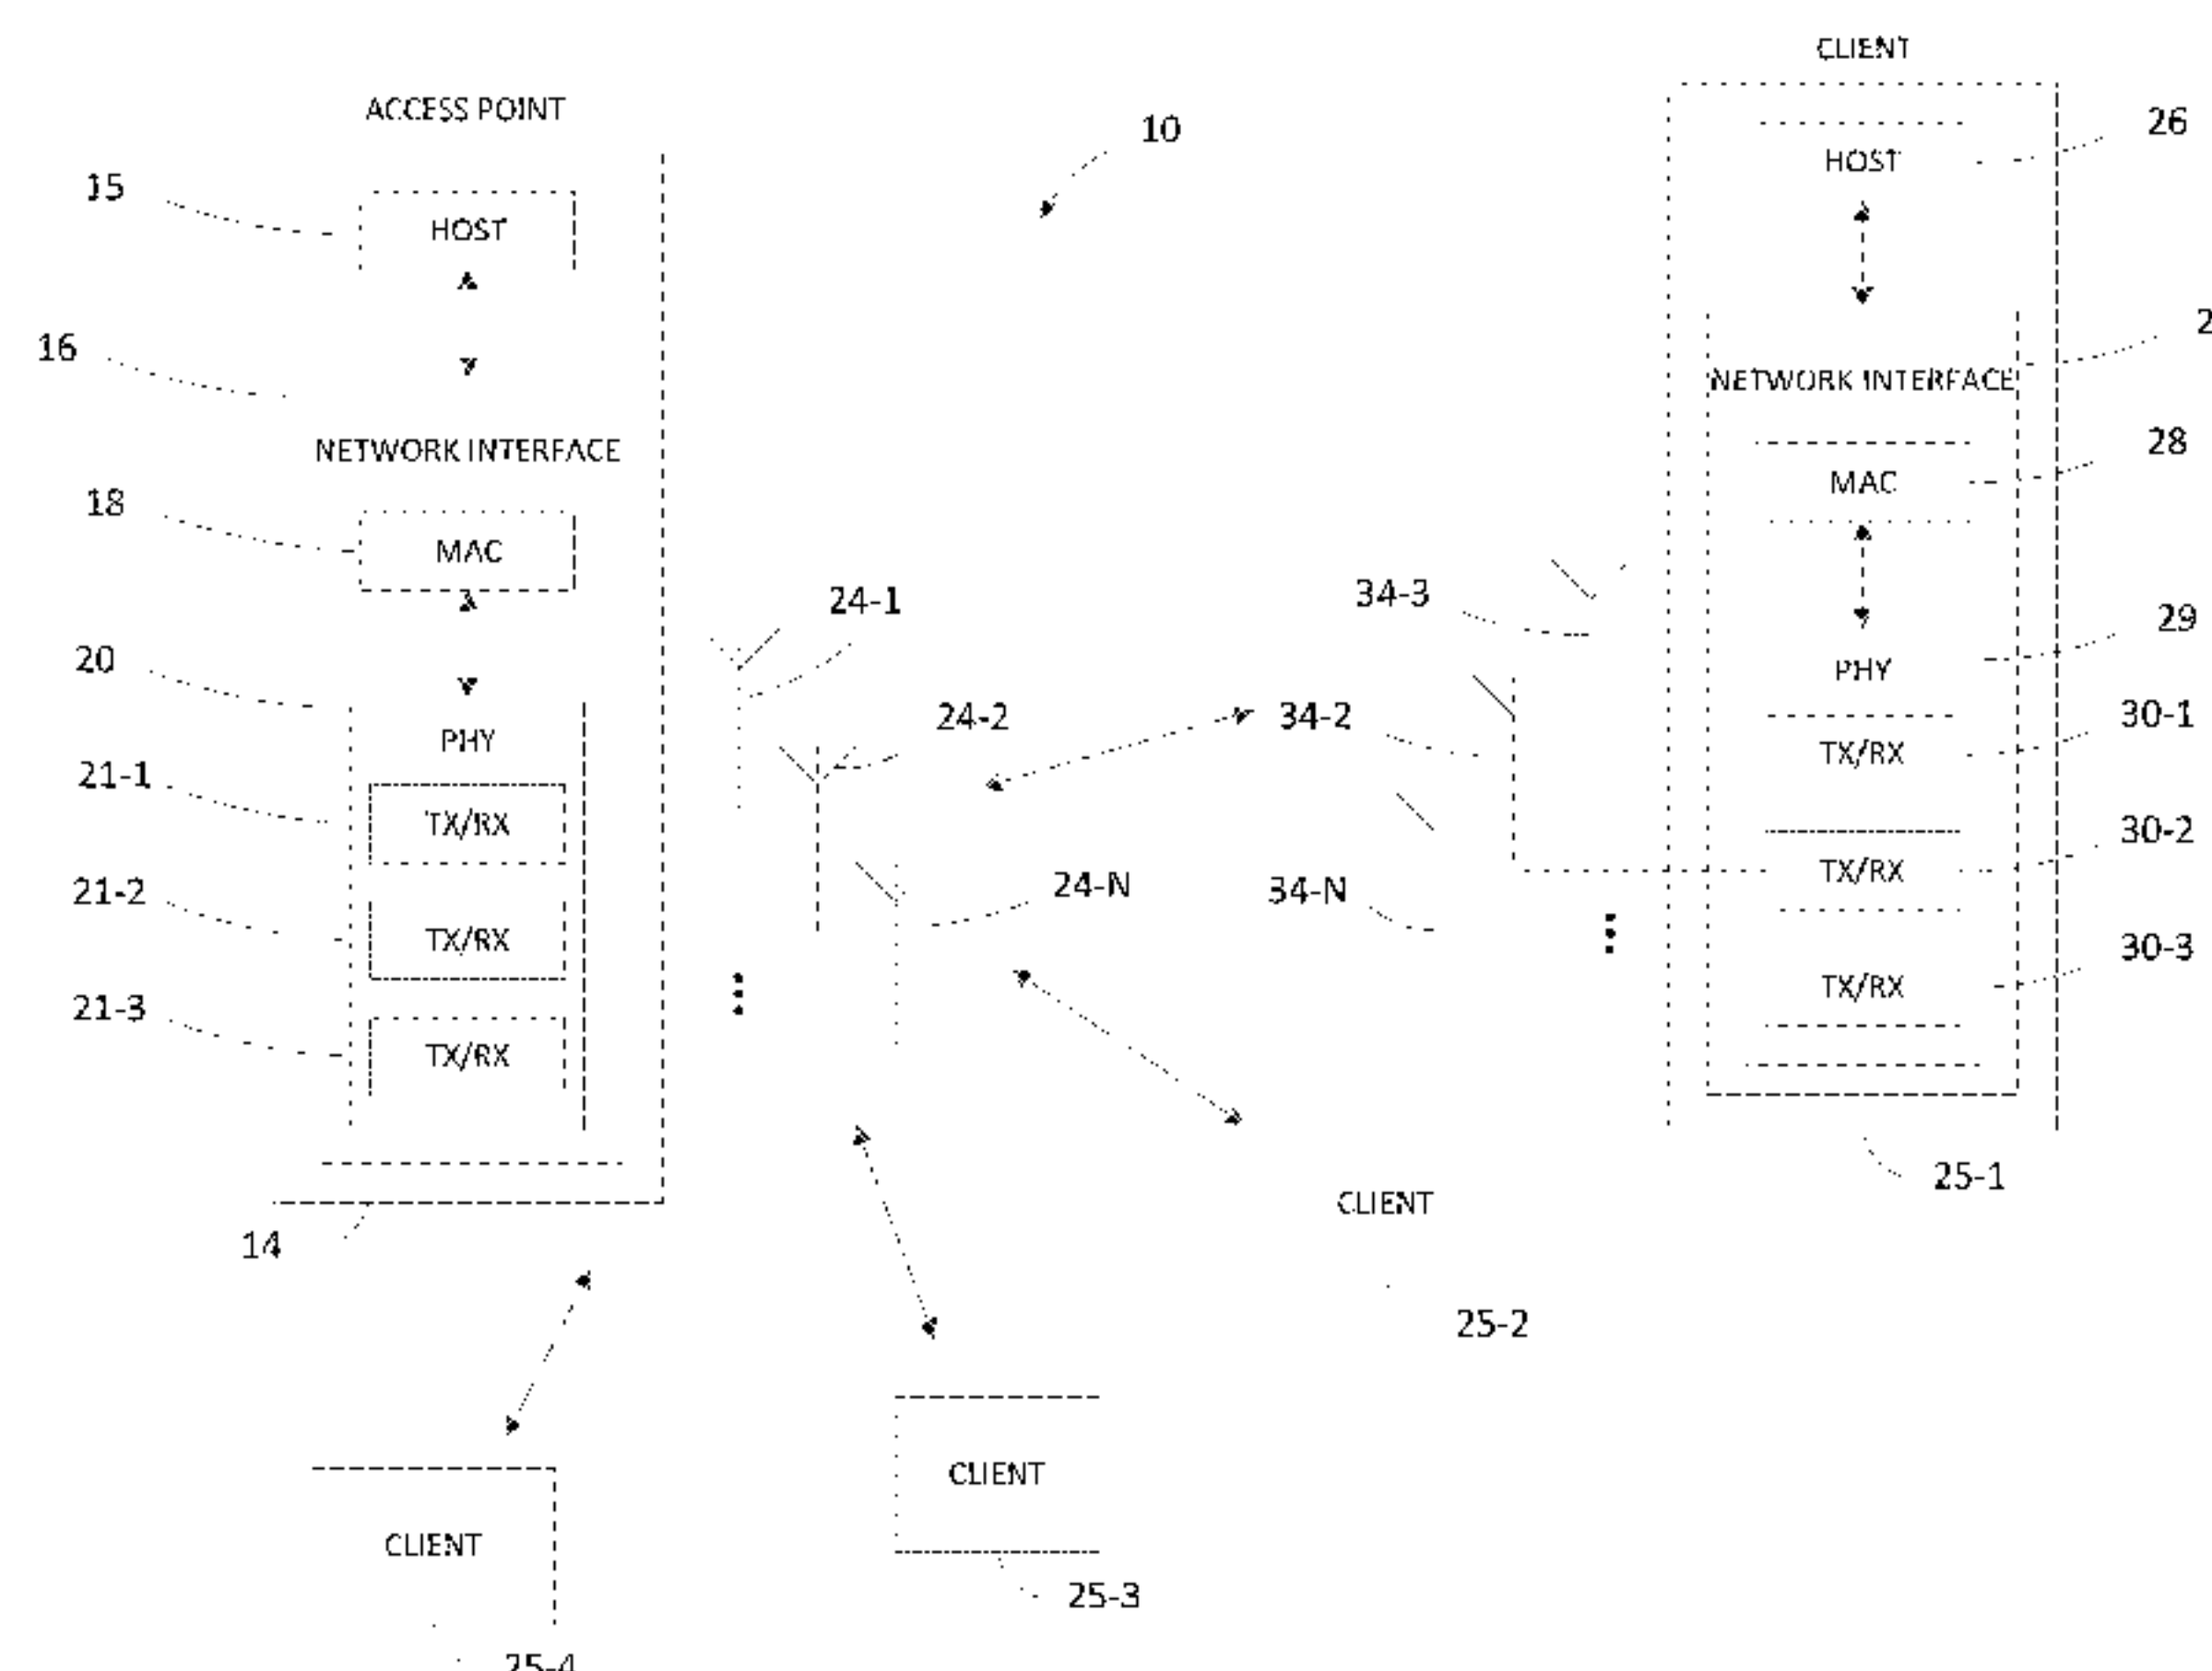 CLIENT
ACCESS POINT
10
26
HOST
15
HOST
2
16
NETWORK INTERFACE
28
NETWORK INTERFACE
MAC
18
MAC
24-1
34-3
29
20
PHY
24-2
34-2
30-1
PHY
TX/RX
21-1
TX/RX
30-2
24-N
34-N
TX/RX
21-2
TX/RX
30-3
TX/RX
21-3
TX/RX
25-1
CLIENT
14
25-2
CLIENT
CLIENT
25-3
25-4